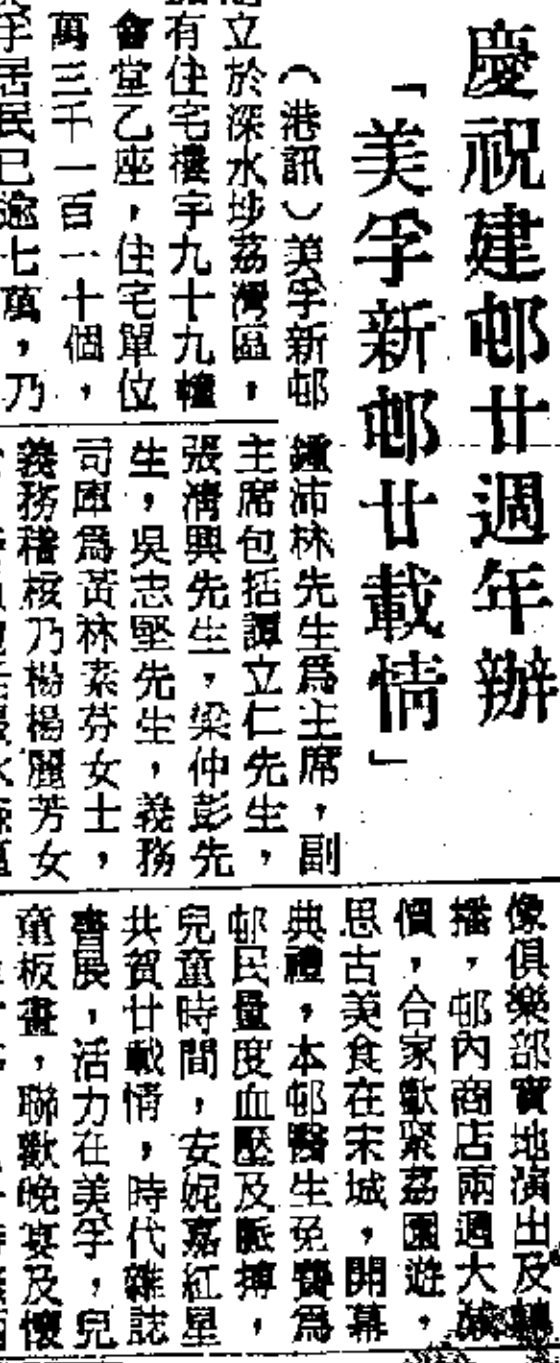 慶祝建邨廿週年辦
「美孚新邨廿載情」
（港訊）美孚新邨
立於深水埗荔灣區，
有住宅樓宇九十九幢
會堂乙座，住宅單位
萬三千一百一十個，
孚居民已逾七萬，乃
鍾沛林先生爲主席，副
主席包括譚立仁先生，
張淸興先生，梁仲彭先
生，吳志堅先生，義務
司庫爲黃林素芬女士，
義務稽核乃楊楊麗芳女
像俱樂部實地演出及轉
播，邨內商店兩週大減
價，合家歡聚荔園遊，
思古美食在宋城，開幕
典禮，本邨醫生免費爲
邨民量度血壓及脈搏，
兒童時間，安妮嘉紅星
共賀廿載情，時代雜誌
書展，活力在美孚，兒
童板畫，聯歡晚宴及懷